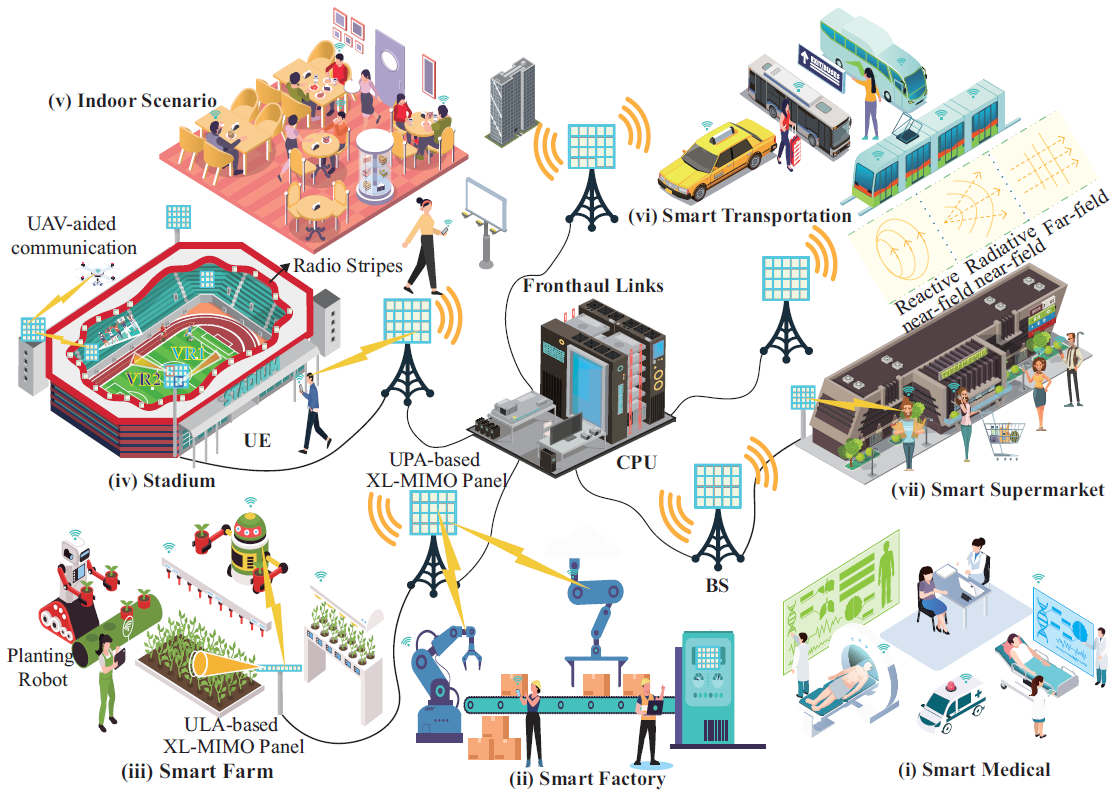 (v) Indoor Scenario
(vi) Smart Transportation
EXIT/BUSES
Reactive
near-field
Radiative
near-field
Far-field
UAV-aided
communication
Radio Stripes
Fronthaul Links
VR1
VR2
STADIUM
UE
(iv) Stadium
CPU
UPA-based
XL-MIMO Panel
(vii) Smart Supermarket
BS
Planting
Robot
ULA-based
XL-MIMO Panel
(iii) Smart Farm
(ii) Smart Factory
(i) Smart Medical